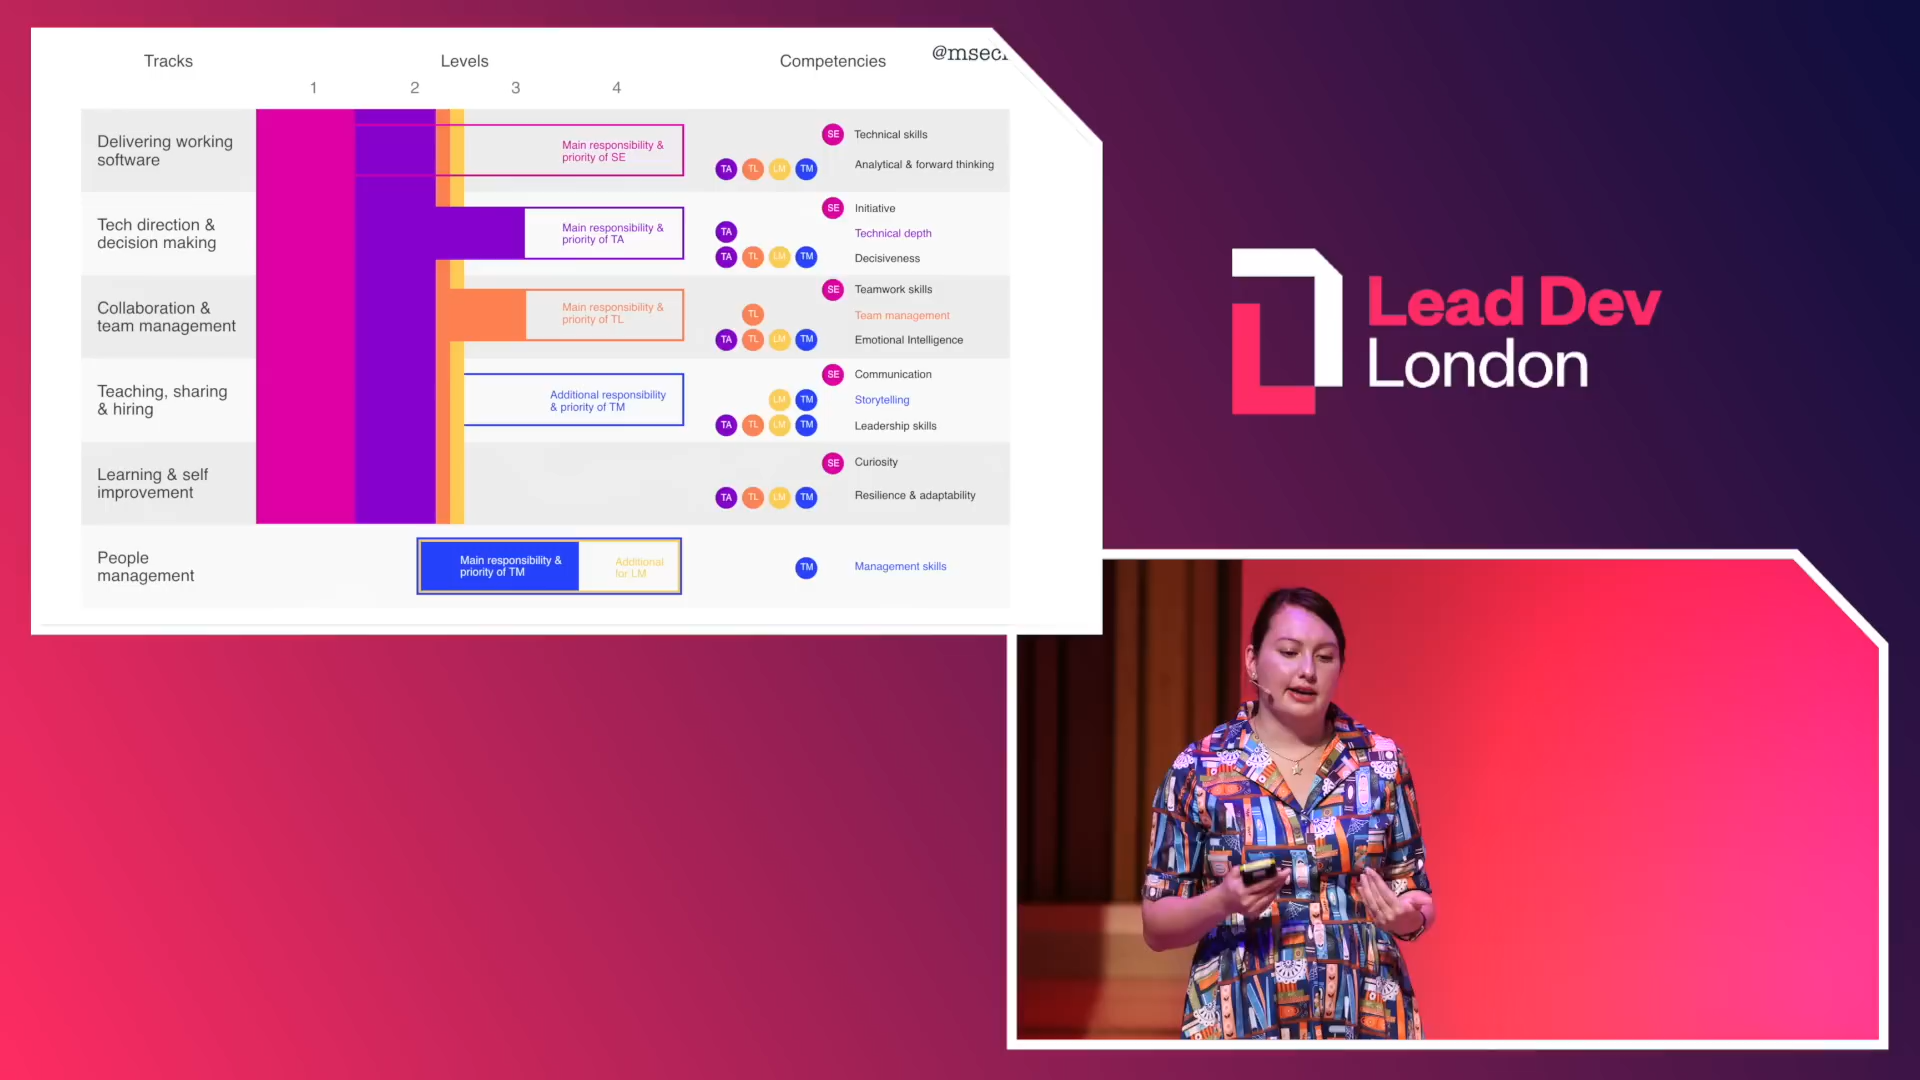 Tracks
Levels
Competencies
1
2
3
4
Delivering working
software
Main responsibility &
priority of SE
SE
Technical skills
TA
TL
LM
TM
Analytical & forward thinking
Tech direction &
decision making
Main responsibility &
priority of TA
SE
Initiative
TA
Technical depth
TA
TL
LM
TM
Decisiveness
Collaboration &
team management
Main responsibility &
priority of TL
SE
Teamwork skills
TL
Team management
TA
TL
LM
TM
Emotional Intelligence
Teaching, sharing
& hiring
Additional responsibility
& priority of TM
SE
Communication
LM
TM
Storytelling
TA
TL
LM
TM
Leadership skills
Learning & self
improvement
SE
Curiosity
TA
TL
LM
TM
Resilience & adaptability
People
management
Main responsibility &
priority of TM
Additional
for LM
TM
Management skills
Lead Dev
London